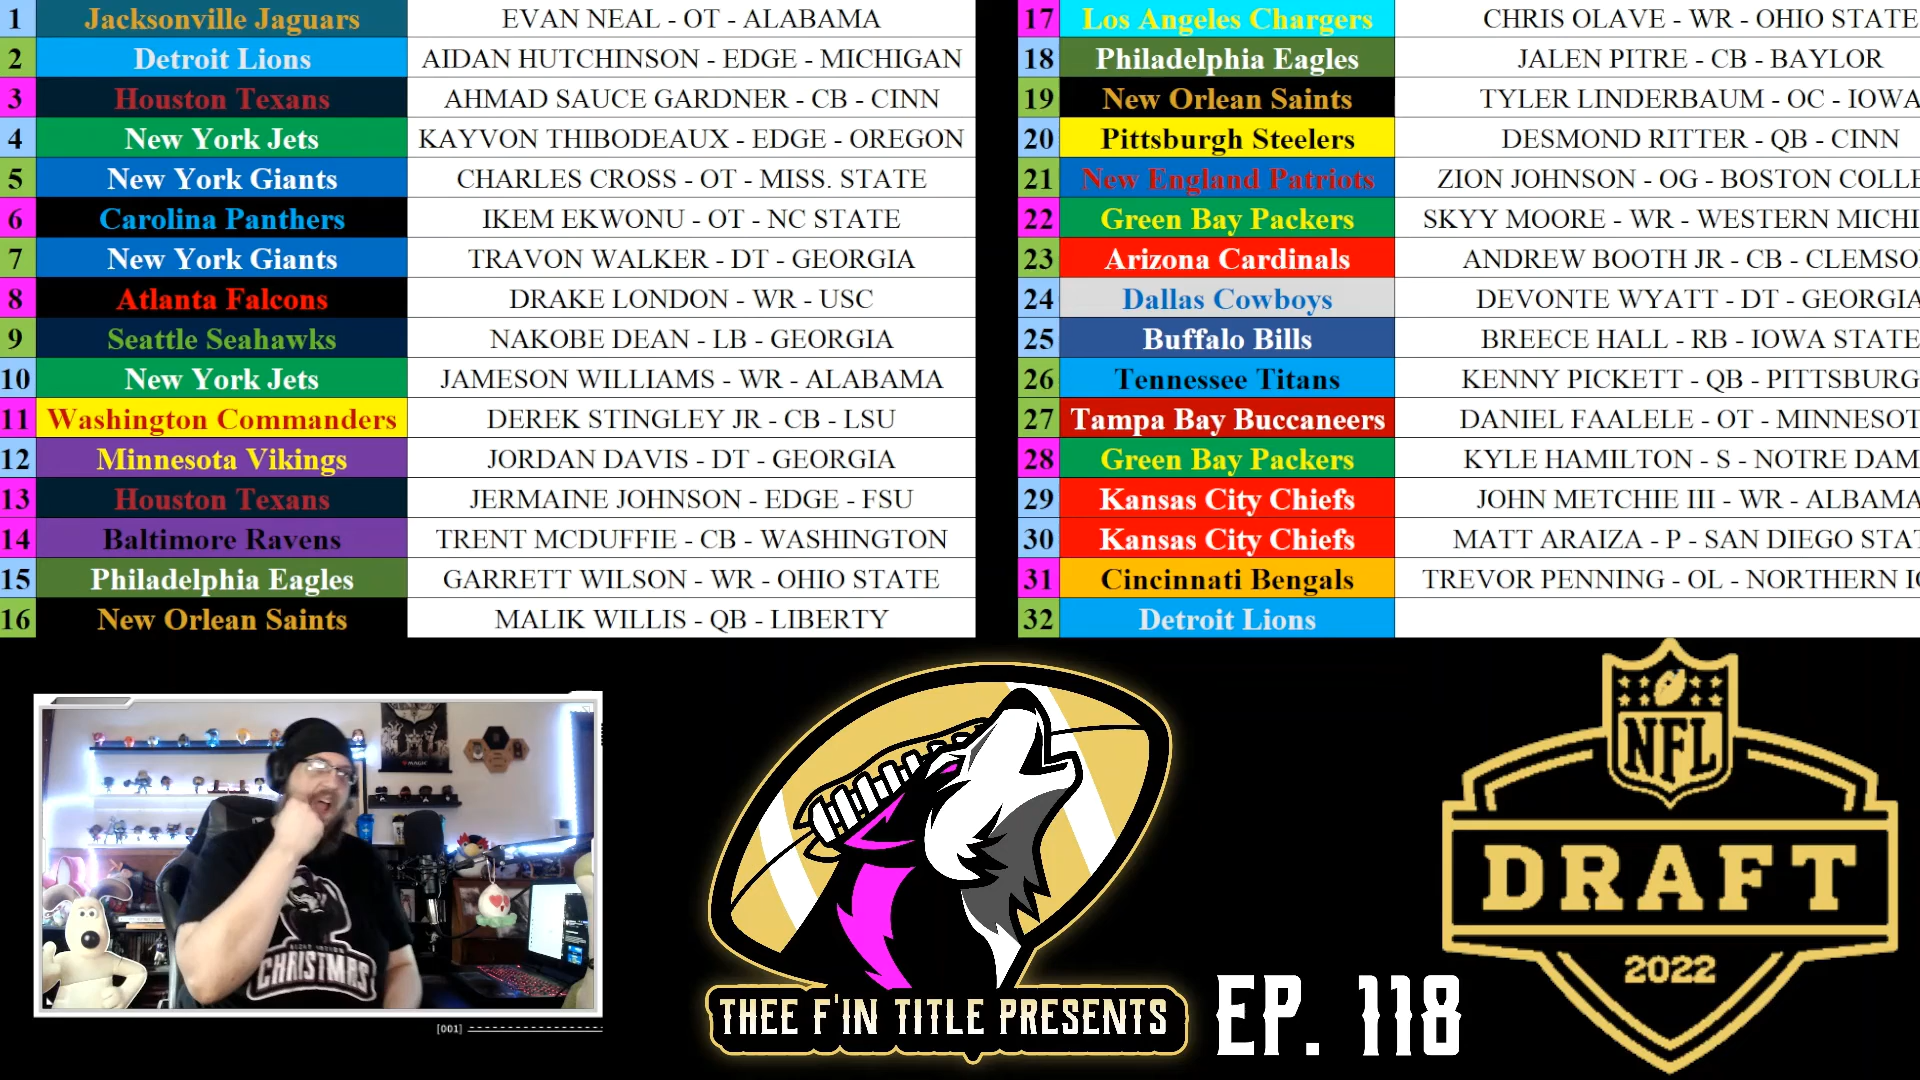 1 Jacksonville Jaguars EVAN NEAL - OT - ALABAMA
2 Detroit Lions AIDAN HUTCHINSON - EDGE - MICHIGAN
3 Houston Texans AHMAD SAUCE GARDNER - CB - CINN
4 New York Jets KAYVON THIBODEAUX - EDGE - OREGON
5 New York Giants CHARLES CROSS - OT - MISS. STATE
6 Carolina Panthers IKEM EKWONU - OT - NC STATE
7 New York Giants TRAVON WALKER - DT - GEORGIA
8 Atlanta Falcons DRAKE LONDON - WR - USC
9 Seattle Seahawks NAKOBE DEAN - LB - GEORGIA
10 New York Jets JAMESON WILLIAMS - WR - ALABAMA
11 Washington Commanders DEREK STINGLEY JR - CB - LSU
12 Minnesota Vikings JORDAN DAVIS - DT - GEORGIA
13 Houston Texans JERMAINE JOHNSON - EDGE - FSU
14 Baltimore Ravens TRENT MCDUFFIE - CB - WASHINGTON
15 Philadelphia Eagles GARRETT WILSON - WR - OHIO STATE
16 New Orlean Saints MALIK WILLIS - QB - LIBERTY
17 Los Angeles Chargers CHRIS OLAVE - WR - OHIO STATE
18 Philadelphia Eagles JALEN PITRE - CB - BAYLOR
19 New Orlean Saints TYLER LINDERBAUM - OC - IOWA
20 Pittsburgh Steelers DESMOND RITTER - QB - CINN
21 New England Patriots ZION JOHNSON - OG - BOSTON COLLE
22 Green Bay Packers SKYY MOORE - WR - WESTERN MICHI
23 Arizona Cardinals ANDREW BOOTH JR - CB - CLEMSO
24 Dallas Cowboys DEVONTE WYATT - DT - GEORGIA
25 Buffalo Bills BREECE HALL - RB - IOWA STATE
26 Tennessee Titans KENNY PICKETT - QB - PITTSBURG
27 Tampa Bay Buccaneers DANIEL FAALELE - OT - MINNESOT
28 Green Bay Packers KYLE HAMILTON - S - NOTRE DAM
29 Kansas City Chiefs JOHN METCHIE III - WR - ALBAMA
30 Kansas City Chiefs MATT ARAIZA - P - SAN DIEGO STAT
31 Cincinnati Bengals TREVOR PENNING - OL - NORTHERN IO
32 Detroit Lions
MAGIC
CHRISTMAS
[001]
THEE F'IN TITLE PRESENTS
EP. 118
NFL
DRAFT
2022